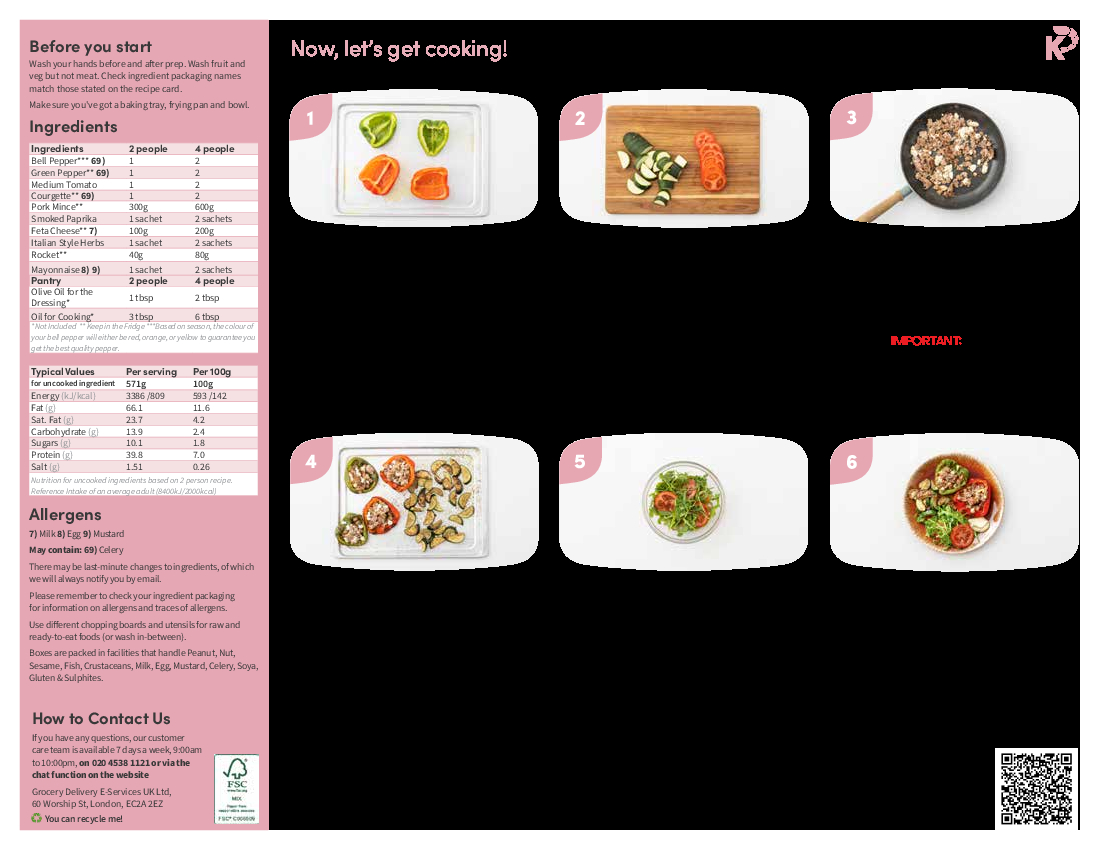 Before you start
Wash your hands before and after prep. Wash fruit and
veg but not meat. Check ingredient packaging names
match those stated on the recipe card.
Make sure you've got a baking tray, frying pan and bowl.
Ingredients
Ingredients 2 people 4 people
Bell Pepper*** 69) 1 2
Green Pepper** 69) 1 2
Medium Tomato 1 2
Courgette** 69) 1 2
Pork Mince** 300g 600g
Smoked Paprika 1 sachet 2 sachets
Feta Cheese** 7) 100g 200g
Italian Style Herbs 1 sachet 2 sachets
Rocket** 40g 80g
Mayonnaise 8) 9) 1 sachet 2 sachets
Pantry 2 people 4 people
Olive Oil for the
Dressing* 1 tbsp 2 tbsp
Oil for Cooking* 3 tbsp 6 tbsp
*Not Included ** Keep in the Fridge ***Based on season, the colour of
your bell pepper will either be red, orange, or yellow to guarantee you
get the best quality pepper.
Typical Values Per serving Per 100g
for uncooked ingredient 571g 100g
Energy (kJ/kcal) 3386 /809 593 /142
Fat (g) 66.1 11.6
Sat. Fat (g) 23.7 4.2
Carbohydrate (g) 13.9 2.4
Sugars (g) 10.1 1.8
Protein (g) 39.8 7.0
Salt (g) 1.51 0.26
Nutrition for uncooked ingredients based on 2 person recipe.
Reference Intake of an average adult (8400kJ/2000kcal)
Allergens
7) Milk 8) Egg 9) Mustard
May contain: 69) Celery
There may be last-minute changes to ingredients, of which
we will always notify you by email.
Please remember to check your ingredient packaging
for information on allergens and traces of allergens.
Use different chopping boards and utensils for raw and
ready-to-eat foods (or wash in-between).
Boxes are packed in facilities that handle Peanut, Nut,
Sesame, Fish, Crustaceans, Milk, Egg, Mustard, Celery, Soya,
Gluten & Sulphites.
How to Contact Us
If you have any questions, our customer
care team is available 7 days a week, 9:00am
to 10:00pm, on 020 4538 1121 or via the
chat function on the website
Grocery Delivery E-Services UK Ltd,
60 Worship St, London, EC2A 2EZ
You can recycle me!
FSC
MIX
Now, let's get cooking!
1
2
3
IMPORTANT:
4
5
6